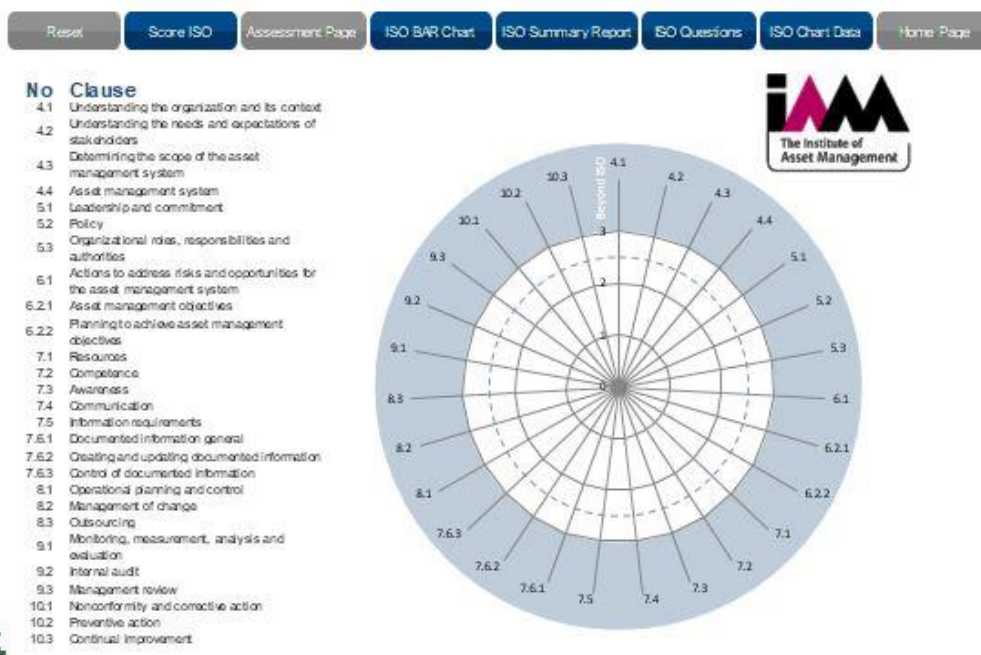 Reset Score ISO Assessment Page ISO BAR Chart ISO Summary Report ISO Questions ISO Chart Data Home Page
No Clause
4.1 Understanding the organization and its context
4.2 Understanding the needs and expectations of
stakeholders
4.3 Determining the scope of the asset
management system
4.4 Asset management system
5.1 Leadership and commitment
5.2 Policy
5.3 Organizational roles, responsibilities and
authorities
6.1 Actions to address risks and opportunities for
the asset management system
6.2.1 Asset management objectives
6.2.2 Planning to achieve asset management
objectives
7.1 Resources
7.2 Competence
7.3 Awareness
7.4 Communication
7.5 Information requirements
7.6.1 Documented information general
7.6.2 Creating and updating documented information
7.6.3 Control of documented information
8.1 Operational planning and control
8.2 Management of change
8.3 Outsourcing
9.1 Monitoring, measurement, analysis and
evaluation
9.2 Internal audit
9.3 Management review
10.1 Nonconformity and corrective action
10.2 Preventive action
10.3 Continual improvement
iAM
The Institute of
Asset Management
Beyond ISO
4.1
4.2
4.3
4.4
5.1
5.2
5.3
6.1
6.2.1
6.2.2
7.1
7.2
7.3
7.4
7.5
7.6.1
7.6.2
7.6.3
8.1
8.2
8.3
9.1
9.2
9.3
10.1
10.2
10.3
3
2
1
0